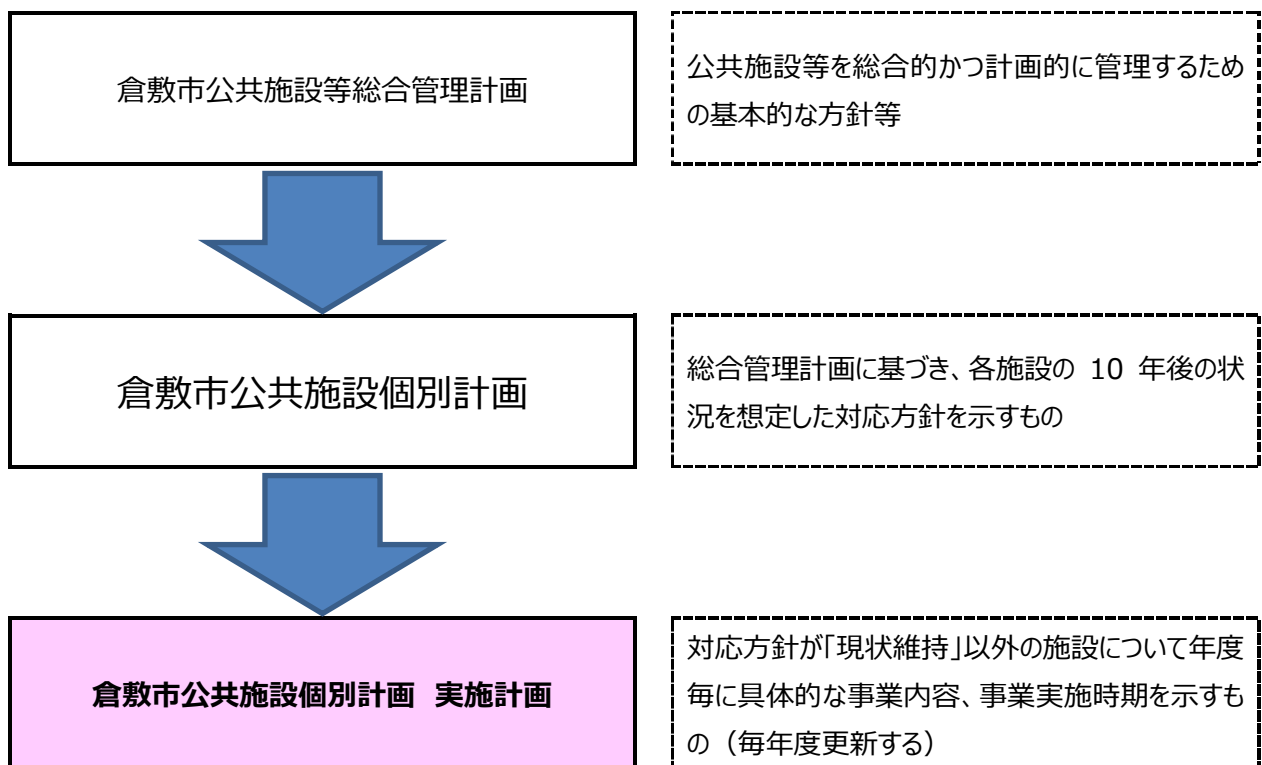 倉敷市公共施設等総合管理計画
公共施設等を総合的かつ計画的に管理するため
の基本的な方針等
倉敷市公共施設個別計画
総合管理計画に基づき、各施設の 10 年後の状
況を想定した対応方針を示すもの
倉敷市公共施設個別計画 実施計画
対応方針が「現状維持」以外の施設について年度
毎に具体的な事業内容、事業実施時期を示すも
の（毎年度更新する）